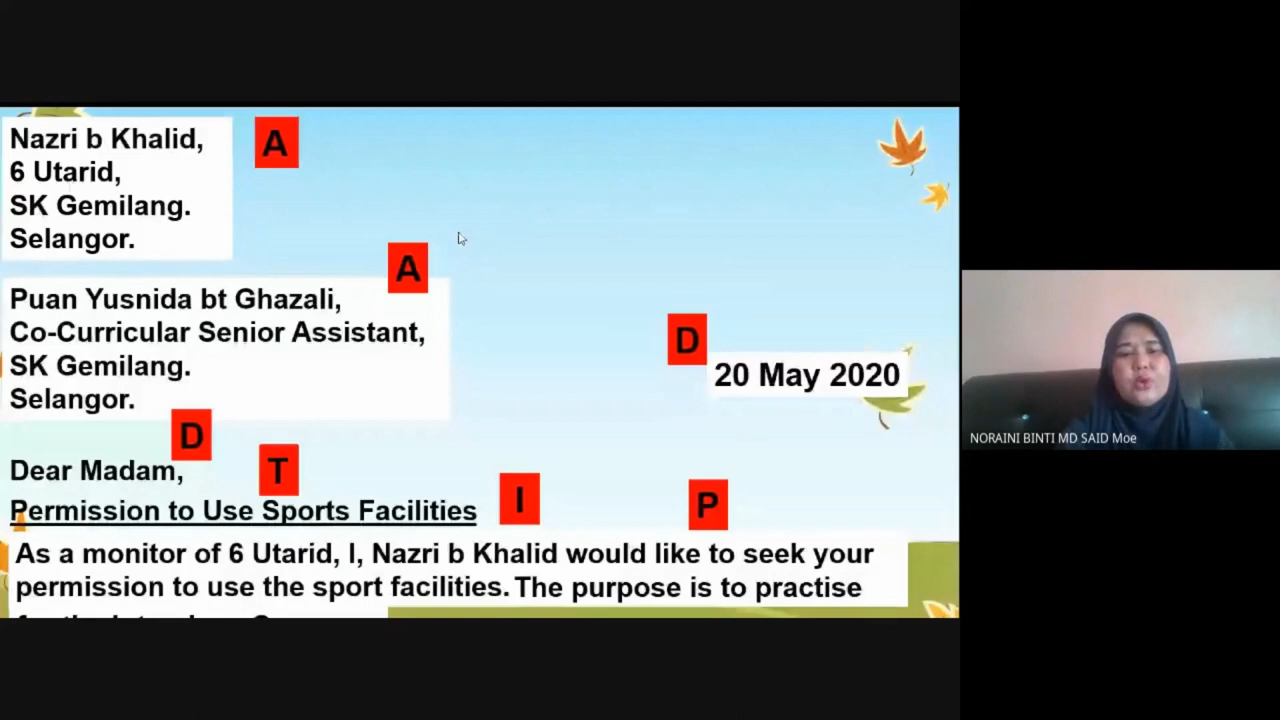 Nazri b Khalid,
A
6 Utarid,
SK Gemilang.
Selangor.
A
Puan Yusnida bt Ghazali,
Co-Curricular Senior Assistant,
SK Gemilang.
Selangor.
D
20 May 2020
D
Dear Madam,
T
Permission to Use Sports Facilities
I
P
As a monitor of 6 Utarid, I, Nazri b Khalid would like to seek your
permission to use the sport facilities. The purpose is to practise
NORAINI BINTI MD SAID Moe